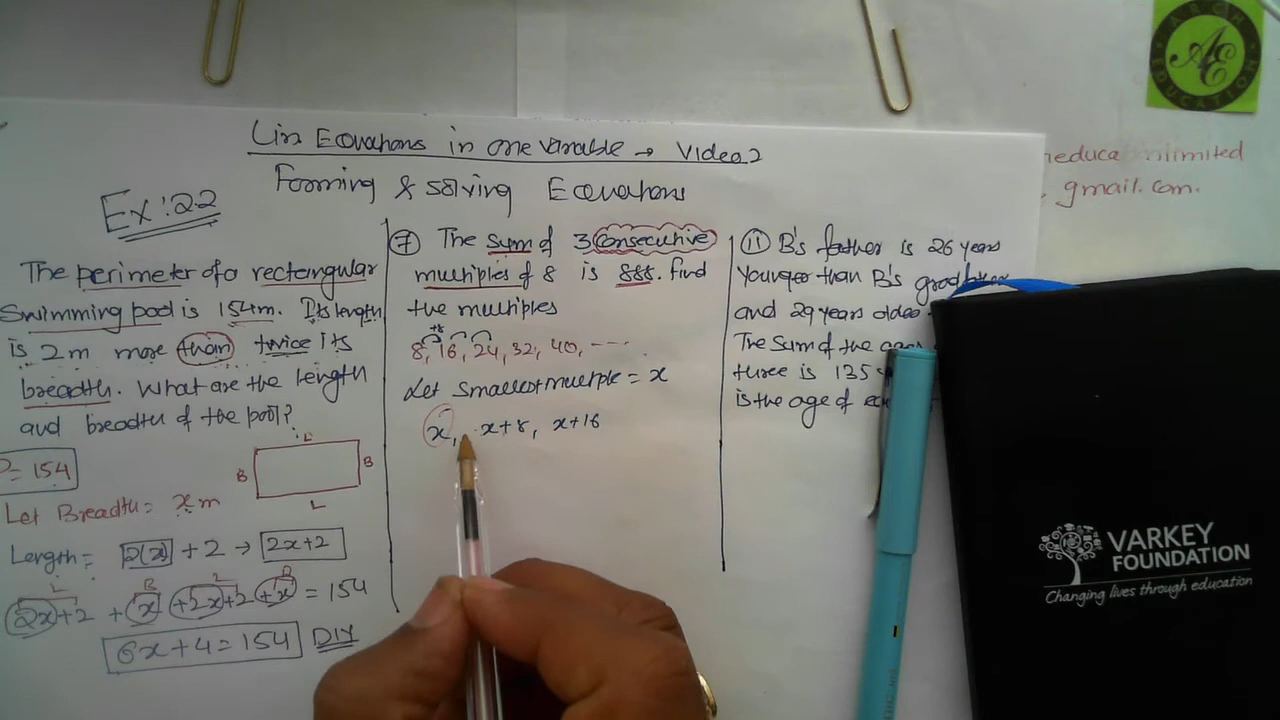 ARCH
AE
EDUCATION
Lin Equations in one variable → Video 2
Forming & solving Equations
Ex: 2.2
gmail.com.
The perimeter of a rectangular
Swimming pool is 154m. Its length
is 2m more than twice its
breadth. What are the length
and breadth of the pool?
P = 154
L
B
B
L
Let Breadth = x m
Length = 2(x) + 2 → 2x+2
L B L B
2x+2 + x +2x+2 +x = 154
6x+4=154 DIY
7 The sum of 3 consecutive
multiples of 8 is 888. find
the multiples
+8
8, 16, 24, 32, 40, ----
Let Smallest multiple = x
x, x+8, x+16
11 B's father is 26 years
Younger than B's
and 29 years older
The Sum of the
three is 135
is the age of
VARKEY
FOUNDATION
Changing lives through education